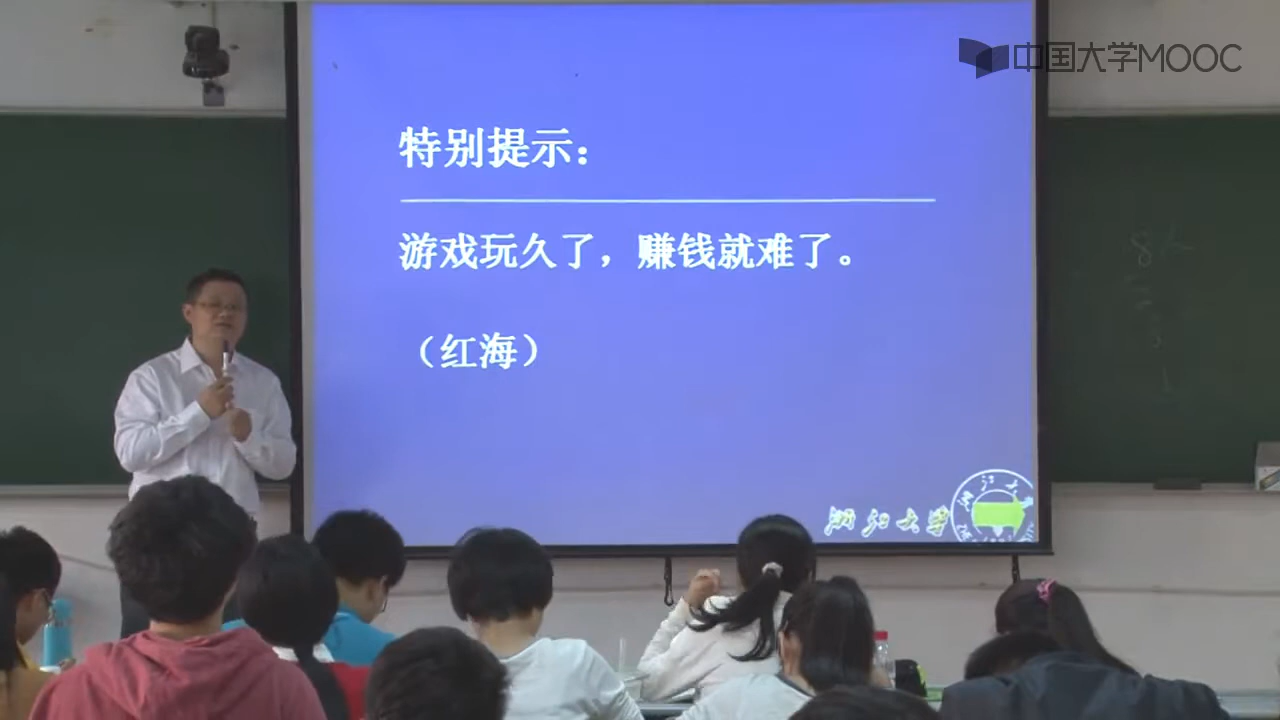 中国大学MOOC
特别提示：
游戏玩久了，赚钱就难了。
（红海）
浙江大学